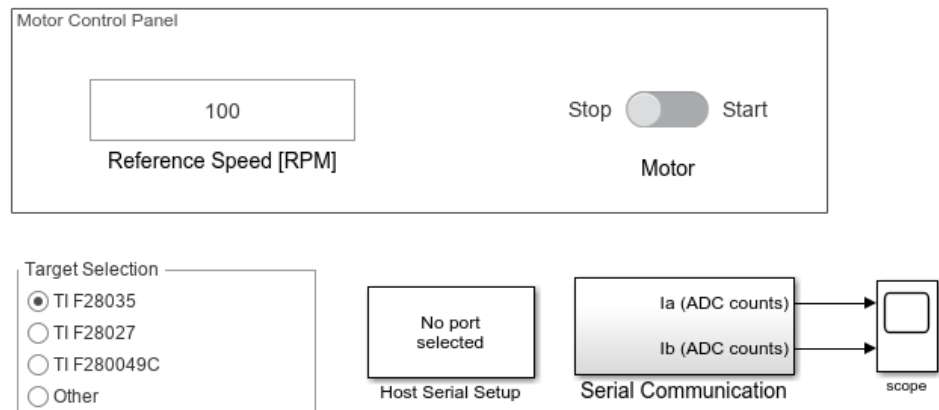 Motor Control Panel
100
Reference Speed [RPM]
Stop
Start
Motor
Target Selection
TI F28035
TI F28027
TI F280049C
Other
No port
selected
Host Serial Setup
Ia (ADC counts)
Ib (ADC counts)
Serial Communication
scope